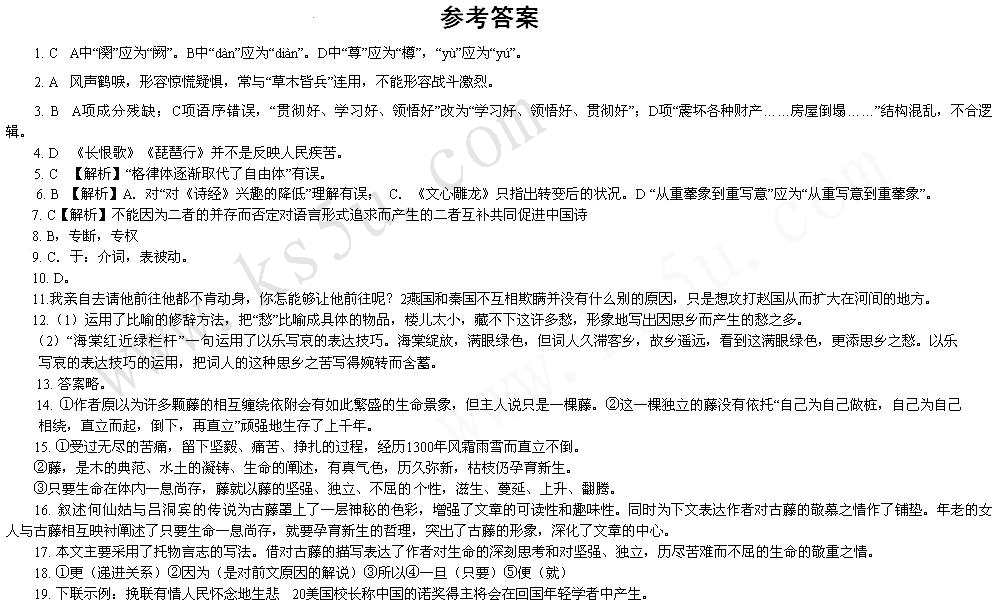 参考答案
1. C A中“阕”应为“阙”。B中“dàn”应为“diàn”。D中“尊”应为“樽”，“yù”应为“yú”。
2. A 风声鹤唳，形容惊慌疑惧，常与“草木皆兵”连用，不能形容战斗激烈。
3. B A项成分残缺；C项语序错误，“贯彻好、学习好、领悟好”改为“学习好、领悟好、贯彻好”；D项“震坏各种财产……房屋倒塌……”结构混乱，不合逻
辑。
4. D 《长恨歌》《琵琶行》并不是反映人民疾苦。
5. C 【解析】“格律体逐渐取代了自由体”有误。
6. B 【解析】A．对“对《诗经》兴趣的降低”理解有误； C．《文心雕龙》只指出转变后的状况。D “从重摹象到重写意”应为“从重写意到重摹象”。
7. C【解析】不能因为二者的并存而否定对语言形式追求而产生的二者互补共同促进中国诗
8. B，专断，专权
9. C．于：介词，表被动。
10. D。
11.我亲自去请他前往他都不肯动身，你怎能够让他前往呢？2燕国和秦国不互相欺瞒并没有什么别的原因，只是想攻打赵国从而扩大在河间的地方。
12.（1）运用了比喻的修辞方法，把“愁”比喻成具体的物品，楼儿太小，藏不下这许多愁，形象地写出因思乡而产生的愁之多。
（2）“海棠红近绿栏杆”一句运用了以乐写哀的表达技巧。海棠绽放，满眼绿色，但词人久滞客乡，故乡遥远，看到这满眼绿色，更添思乡之愁。以乐
写哀的表达技巧的运用，把词人的这种思乡之苦写得婉转而含蓄。
13. 答案略。
14. ①作者原以为许多颗藤的相互缠绕依附会有如此繁盛的生命景象，但主人说只是一棵藤。②这一棵独立的藤没有依托“自己为自己做桩，自己为自己
相绕，直立而起，倒下，再直立”顽强地生存了上千年。
15. ①受过无尽的苦痛，留下坚毅、痛苦、挣扎的过程，经历1300年风霜雨雪而直立不倒。
②藤，是木的典范、水土的凝铸、生命的阐述，有真气色，历久弥新，枯枝仍孕育新生。
③只要生命在体内一息尚存，藤就以藤的坚强、独立、不屈的个性，滋生、蔓延、上升、翻腾。
16. 叙述何仙姑与吕洞宾的传说为古藤罩上了一层神秘的色彩，增强了文章的可读性和趣味性。同时为下文表达作者对古藤的敬慕之情作了铺垫。年老的女
人与古藤相互映衬阐述了只要生命一息尚存，就要孕育新生的哲理，突出了古藤的形象，深化了文章的中心。
17. 本文主要采用了托物言志的写法。借对古藤的描写表达了作者对生命的深刻思考和对坚强、独立，历尽苦难而不屈的生命的敬重之情。
18. ①更（递进关系）②因为（是对前文原因的解说）③所以④一旦（只要）⑤便（就）
19. 下联示例：挽联有情人民怀念地生悲 20美国校长称中国的诺奖得主将会在回国年轻学者中产生。
www.ks5u.com
www.ks5u.com